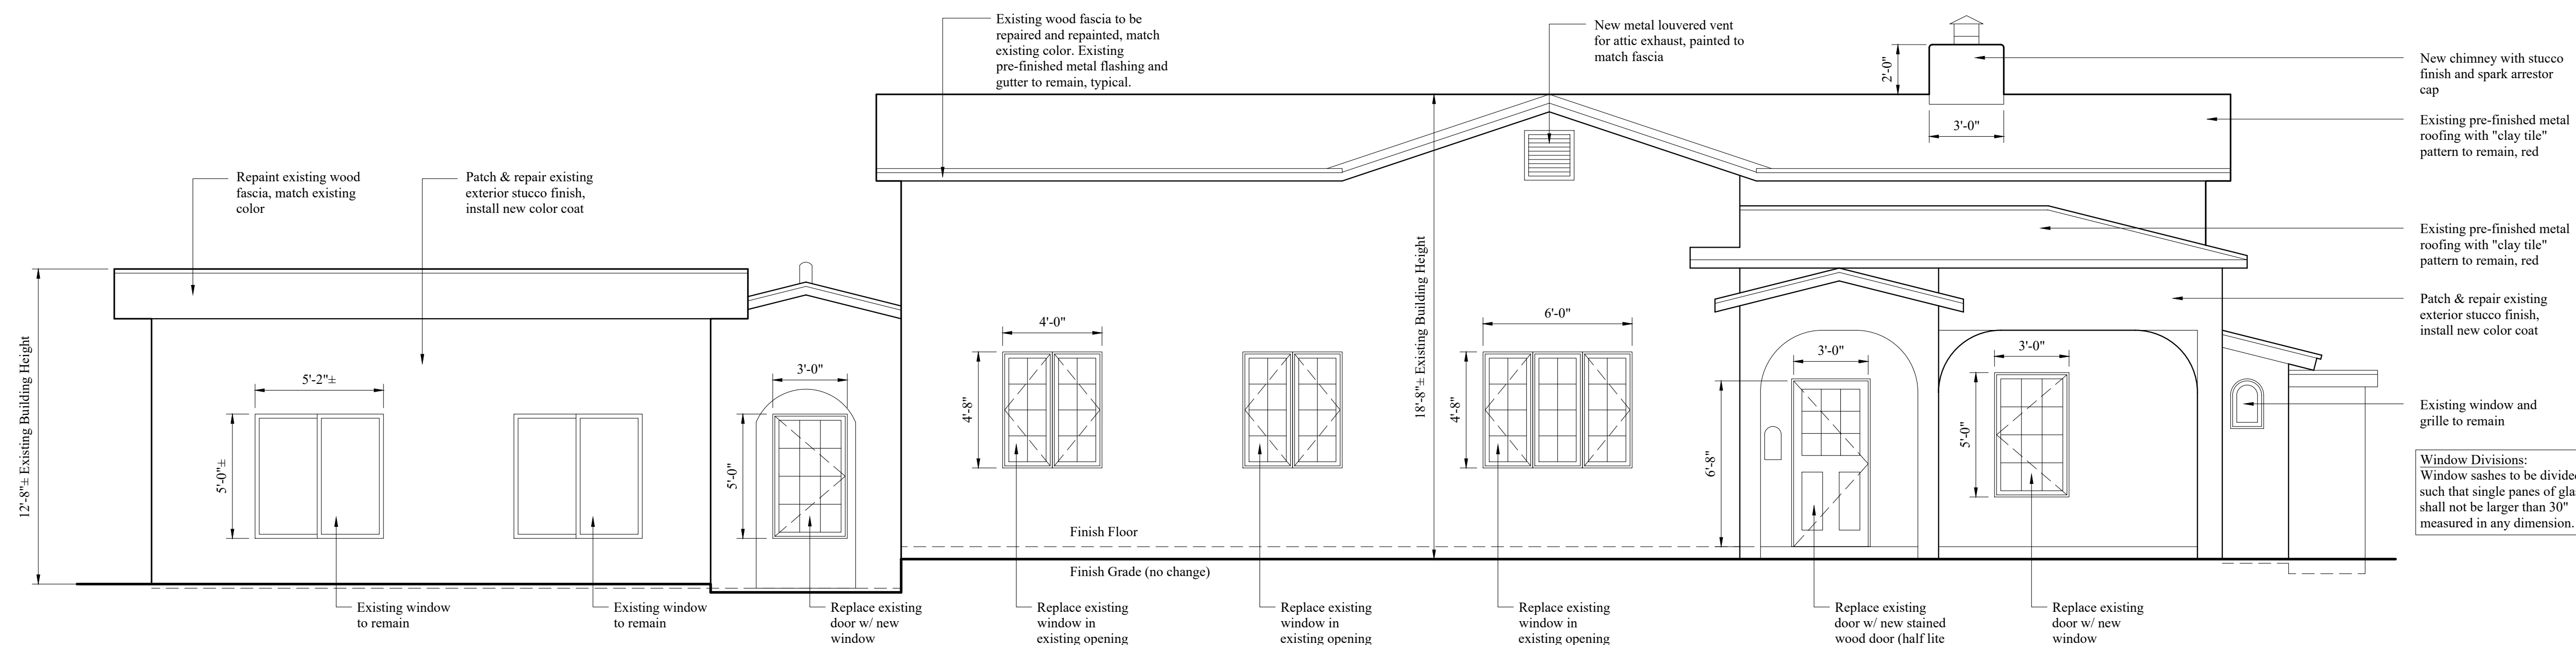 Existing wood fascia to be
repaired and repainted, match
existing color. Existing
pre-finished metal flashing and
gutter to remain, typical.
New metal louvered vent
for attic exhaust, painted to
match fascia
2'-0"
3'-0"
New chimney with stucco
finish and spark arrestor
cap
Existing pre-finished metal
roofing with "clay tile"
pattern to remain, red
Repaint existing wood
fascia, match existing
color
Patch & repair existing
exterior stucco finish,
install new color coat
Existing pre-finished metal
roofing with "clay tile"
pattern to remain, red
Patch & repair existing
exterior stucco finish,
install new color coat
12'-8"± Existing Building Height
18'-8"± Existing Building Height
5'-2"±
5'-0"±
3'-0"
5'-0"
4'-0"
4'-8"
6'-0"
4'-8"
3'-0"
6'-8"
3'-0"
5'-0"
Existing window and
grille to remain
Window Divisions:
Window sashes to be
such that single panes of
shall not be larger than 30"
measured in any dimension.
Finish Floor
Finish Grade (no change)
Existing window
to remain
Existing window
to remain
Replace existing
door w/ new
window
Replace existing
window in
existing opening
Replace existing
window in
existing opening
Replace existing
window in
existing opening
Replace existing
door w/ new stained
wood door (half lite
Replace existing
door w/ new
window